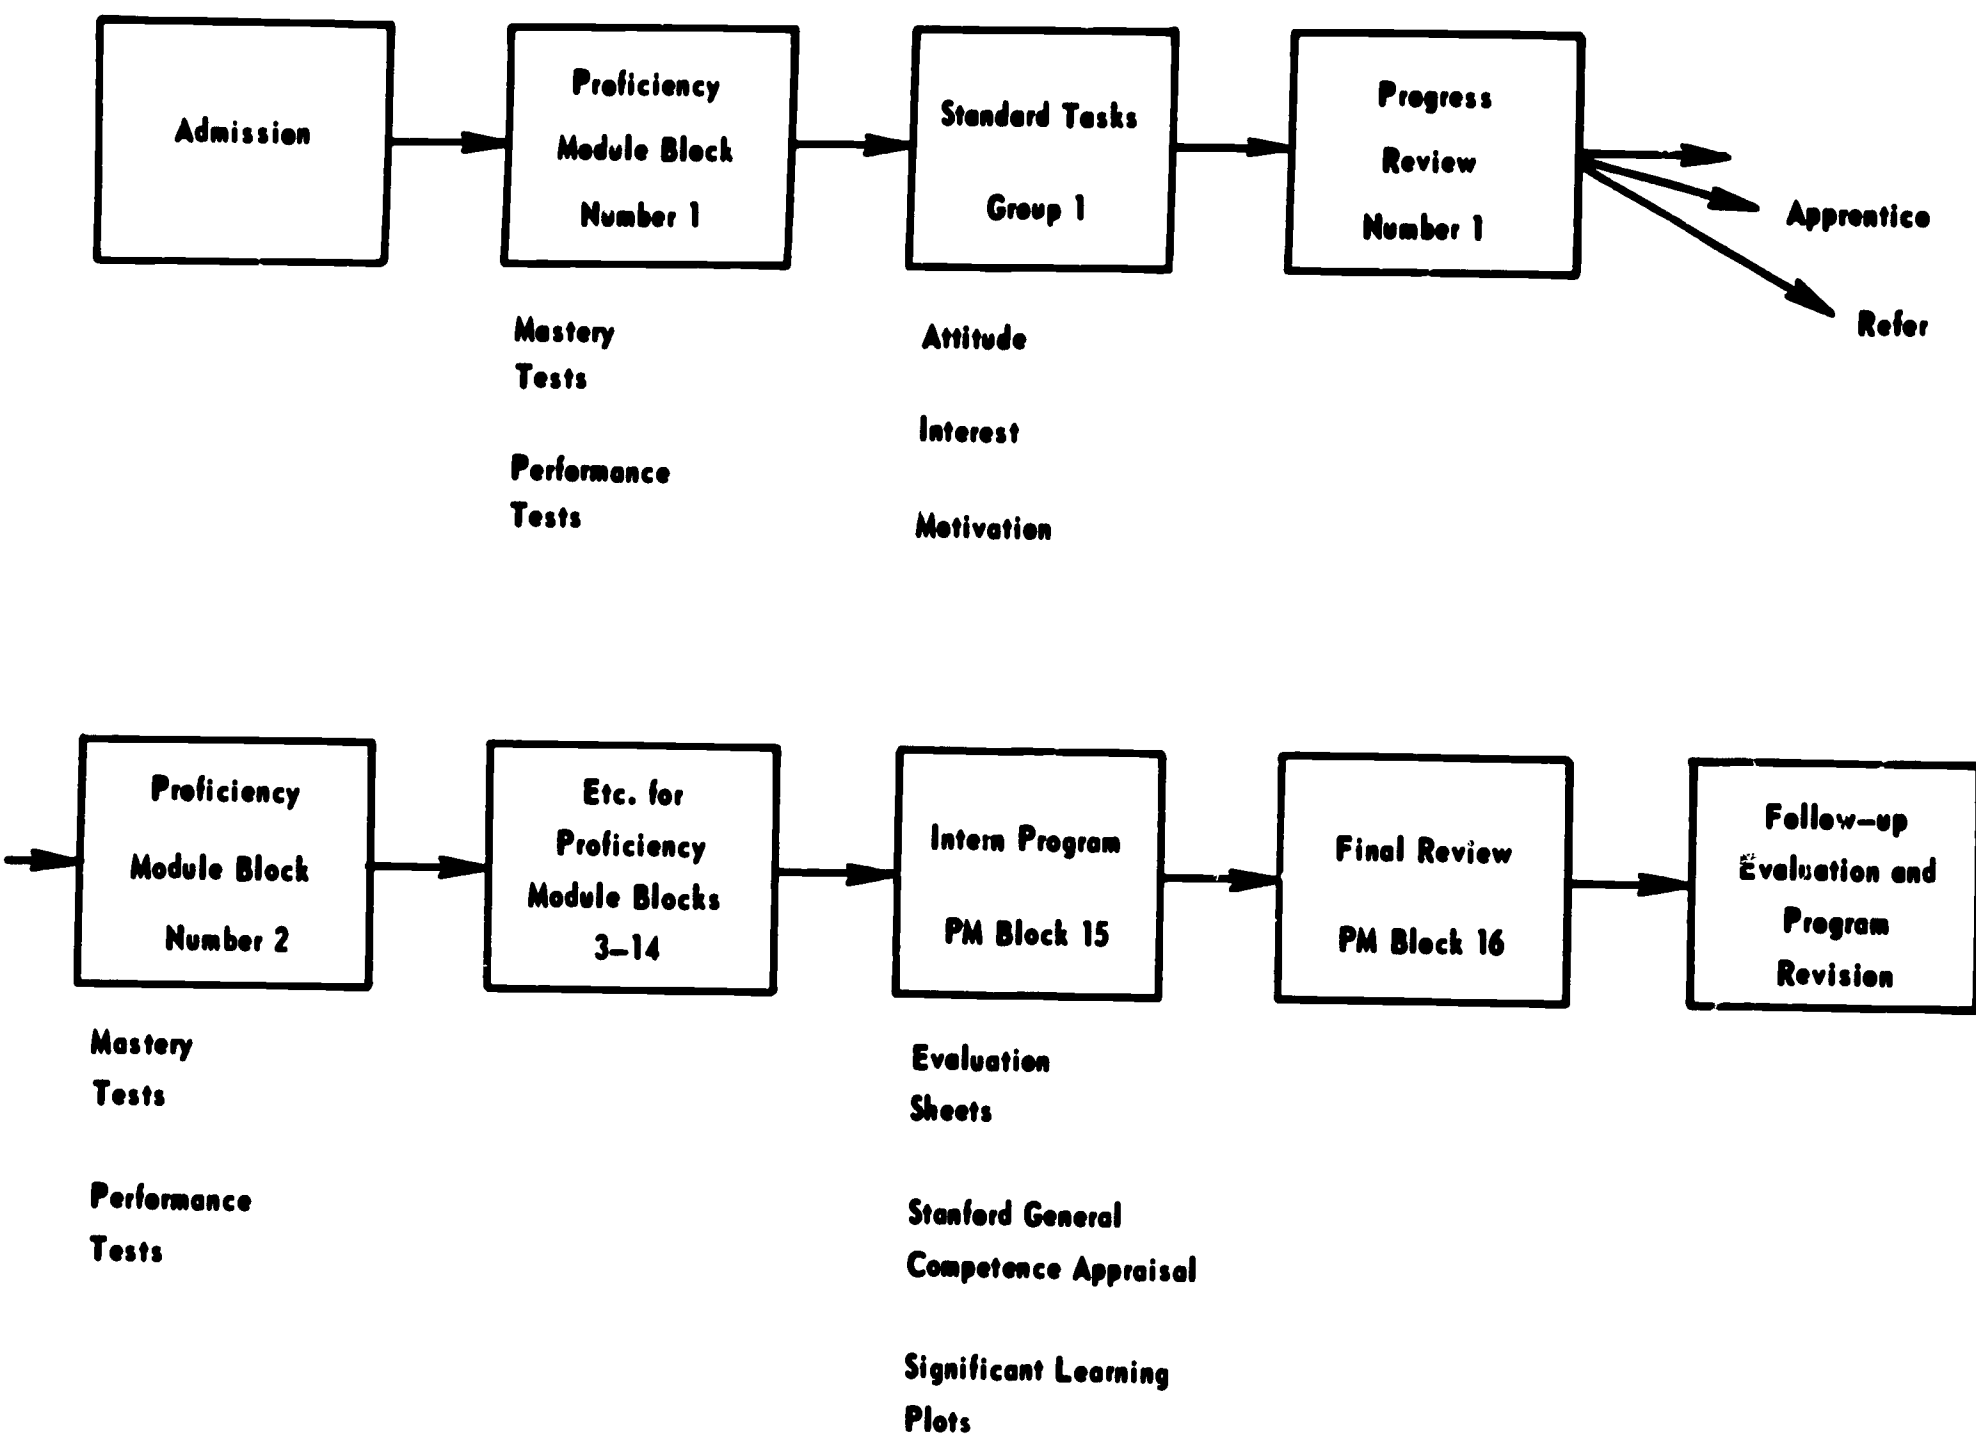 Admission
Proficiency
Module Block
Number 1
Standard Tasks
Group 1
Progress
Review
Number 1
Apprentice
Refer
Mastery
Tests
Performance
Tests
Attitude
Interest
Motivation
Proficiency
Module Block
Number 2
Etc. for
Proficiency
Module Blocks
3–14
Intern Program
PM Block 15
Final Review
PM Block 16
Follow–up
Evaluation and
Program
Revision
Mastery
Tests
Performance
Tests
Evaluation
Sheets
Stanford General
Competence Appraisal
Significant Learning
Plots